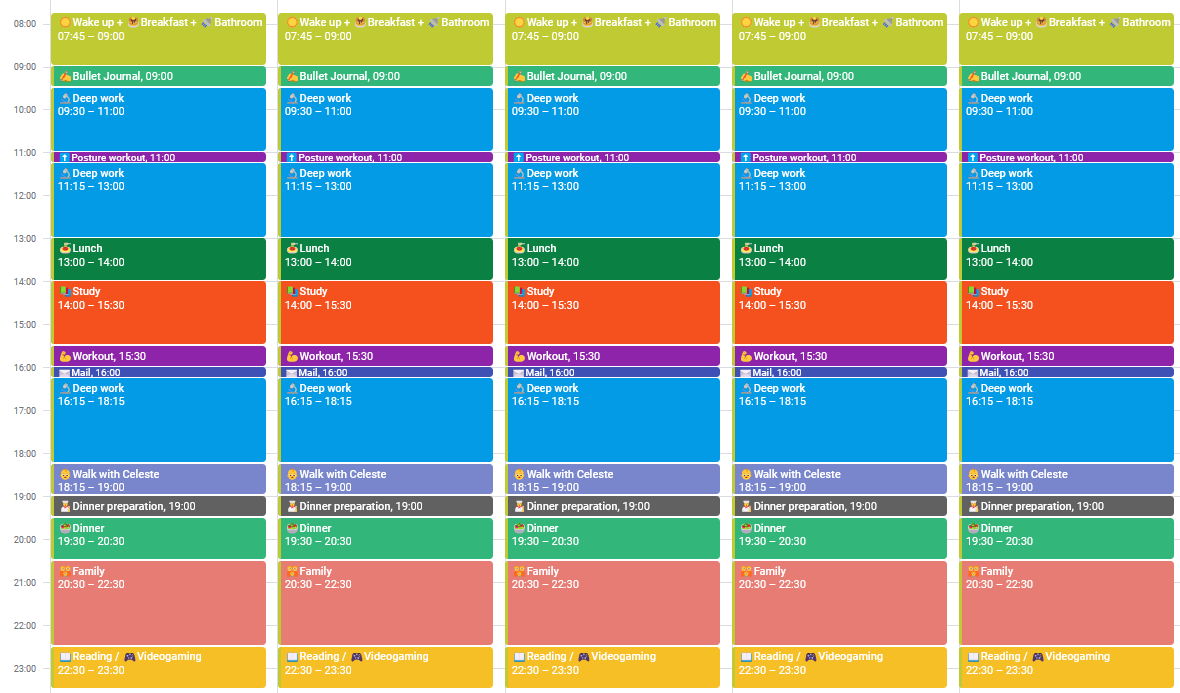 08:00
09:00
10:00
11:00
12:00
13:00
14:00
15:00
16:00
17:00
18:00
19:00
20:00
21:00
22:00
23:00
Wake up + Breakfast + Bathroom
07:45 – 09:00
Bullet Journal, 09:00
Deep work
09:30 – 11:00
Posture workout, 11:00
Deep work
11:15 – 13:00
Lunch
13:00 – 14:00
Study
14:00 – 15:30
Workout, 15:30
Mail, 16:00
Deep work
16:15 – 18:15
Walk with Celeste
18:15 – 19:00
Dinner preparation, 19:00
Dinner
19:30 – 20:30
Family
20:30 – 22:30
Reading / Videogaming
22:30 – 23:30
Wake up + Breakfast + Bathroom
07:45 – 09:00
Bullet Journal, 09:00
Deep work
09:30 – 11:00
Posture workout, 11:00
Deep work
11:15 – 13:00
Lunch
13:00 – 14:00
Study
14:00 – 15:30
Workout, 15:30
Mail, 16:00
Deep work
16:15 – 18:15
Walk with Celeste
18:15 – 19:00
Dinner preparation, 19:00
Dinner
19:30 – 20:30
Family
20:30 – 22:30
Reading / Videogaming
22:30 – 23:30
Wake up + Breakfast + Bathroom
07:45 – 09:00
Bullet Journal, 09:00
Deep work
09:30 – 11:00
Posture workout, 11:00
Deep work
11:15 – 13:00
Lunch
13:00 – 14:00
Study
14:00 – 15:30
Workout, 15:30
Mail, 16:00
Deep work
16:15 – 18:15
Walk with Celeste
18:15 – 19:00
Dinner preparation, 19:00
Dinner
19:30 – 20:30
Family
20:30 – 22:30
Reading / Videogaming
22:30 – 23:30
Wake up + Breakfast + Bathroom
07:45 – 09:00
Bullet Journal, 09:00
Deep work
09:30 – 11:00
Posture workout, 11:00
Deep work
11:15 – 13:00
Lunch
13:00 – 14:00
Study
14:00 – 15:30
Workout, 15:30
Mail, 16:00
Deep work
16:15 – 18:15
Walk with Celeste
18:15 – 19:00
Dinner preparation, 19:00
Dinner
19:30 – 20:30
Family
20:30 – 22:30
Reading / Videogaming
22:30 – 23:30
Wake up + Breakfast + Bathroom
07:45 – 09:00
Bullet Journal, 09:00
Deep work
09:30 – 11:00
Posture workout, 11:00
Deep work
11:15 – 13:00
Lunch
13:00 – 14:00
Study
14:00 – 15:30
Workout, 15:30
Mail, 16:00
Deep work
16:15 – 18:15
Walk with Celeste
18:15 – 19:00
Dinner preparation, 19:00
Dinner
19:30 – 20:30
Family
20:30 – 22:30
Reading / Videogaming
22:30 – 23:30